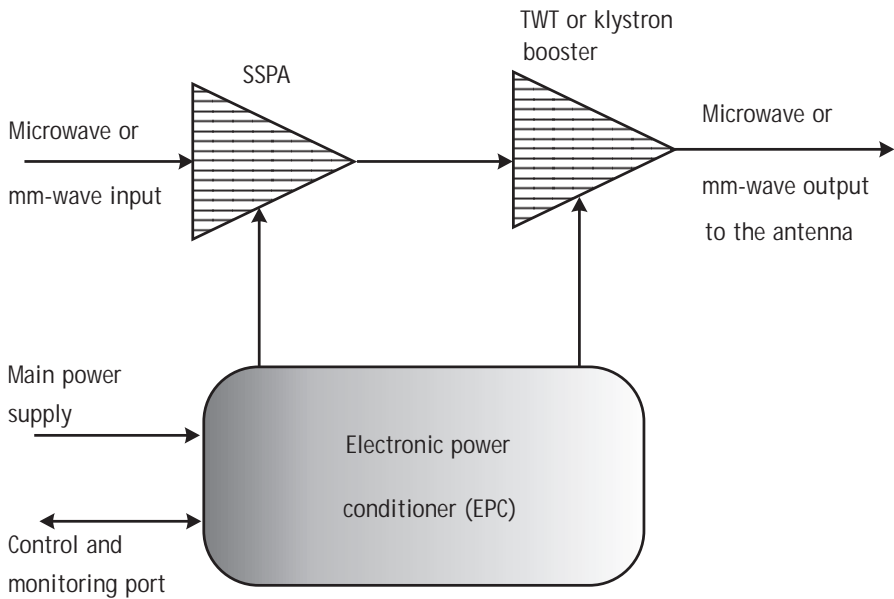 TWT or klystron
booster
SSPA
Microwave or
mm-wave input
Microwave or
mm-wave output
to the antenna
Main power
supply
Electronic power
conditioner (EPC)
Control and
monitoring port